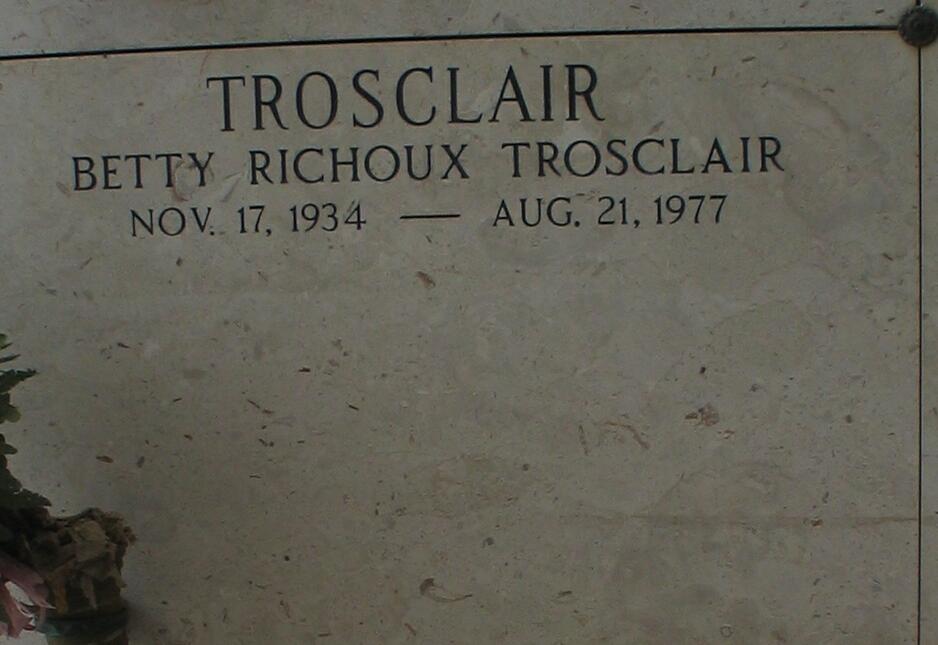 TROSCLAIR
BETTY RICHOUX TROSCLAIR
NOV. 17, 1934 — AUG. 21, 1977